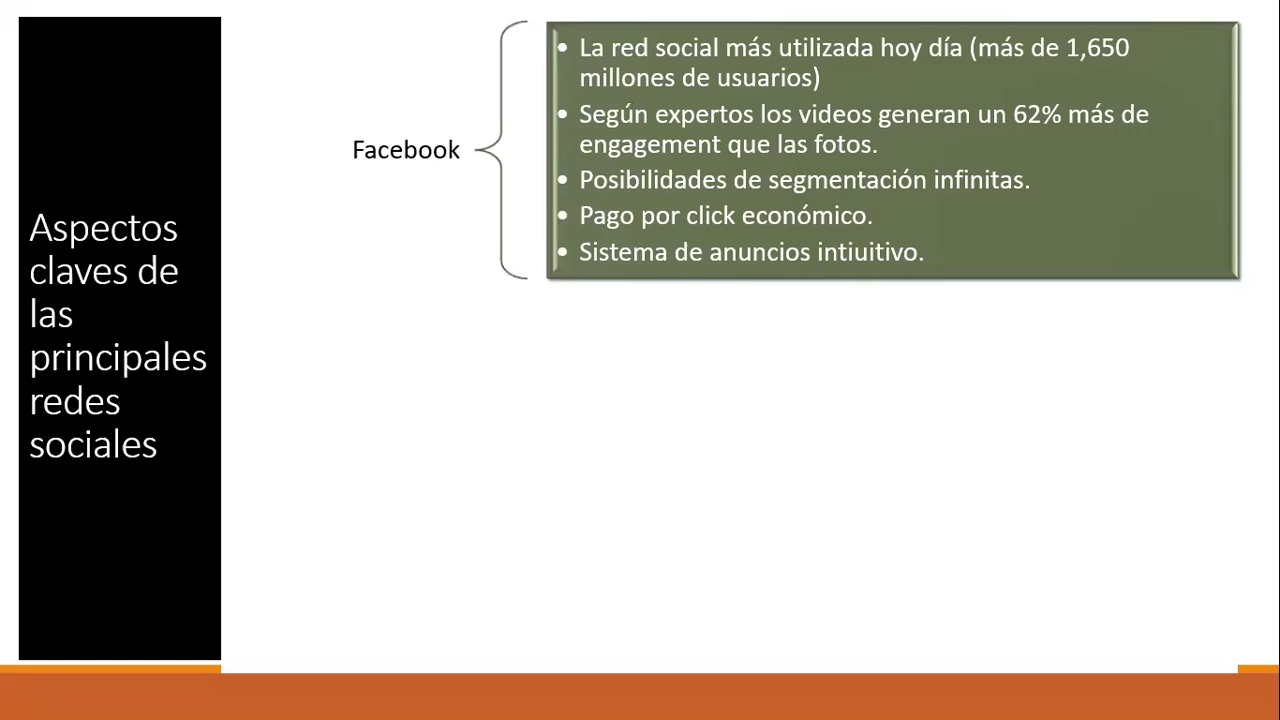 Aspectos
claves de
las
principales
redes
sociales
Facebook
• La red social más utilizada hoy día (más de 1,650
millones de usuarios)
• Según expertos los videos generan un 62% más de
engagement que las fotos.
• Posibilidades de segmentación infinitas.
• Pago por click económico.
• Sistema de anuncios intiuitivo.